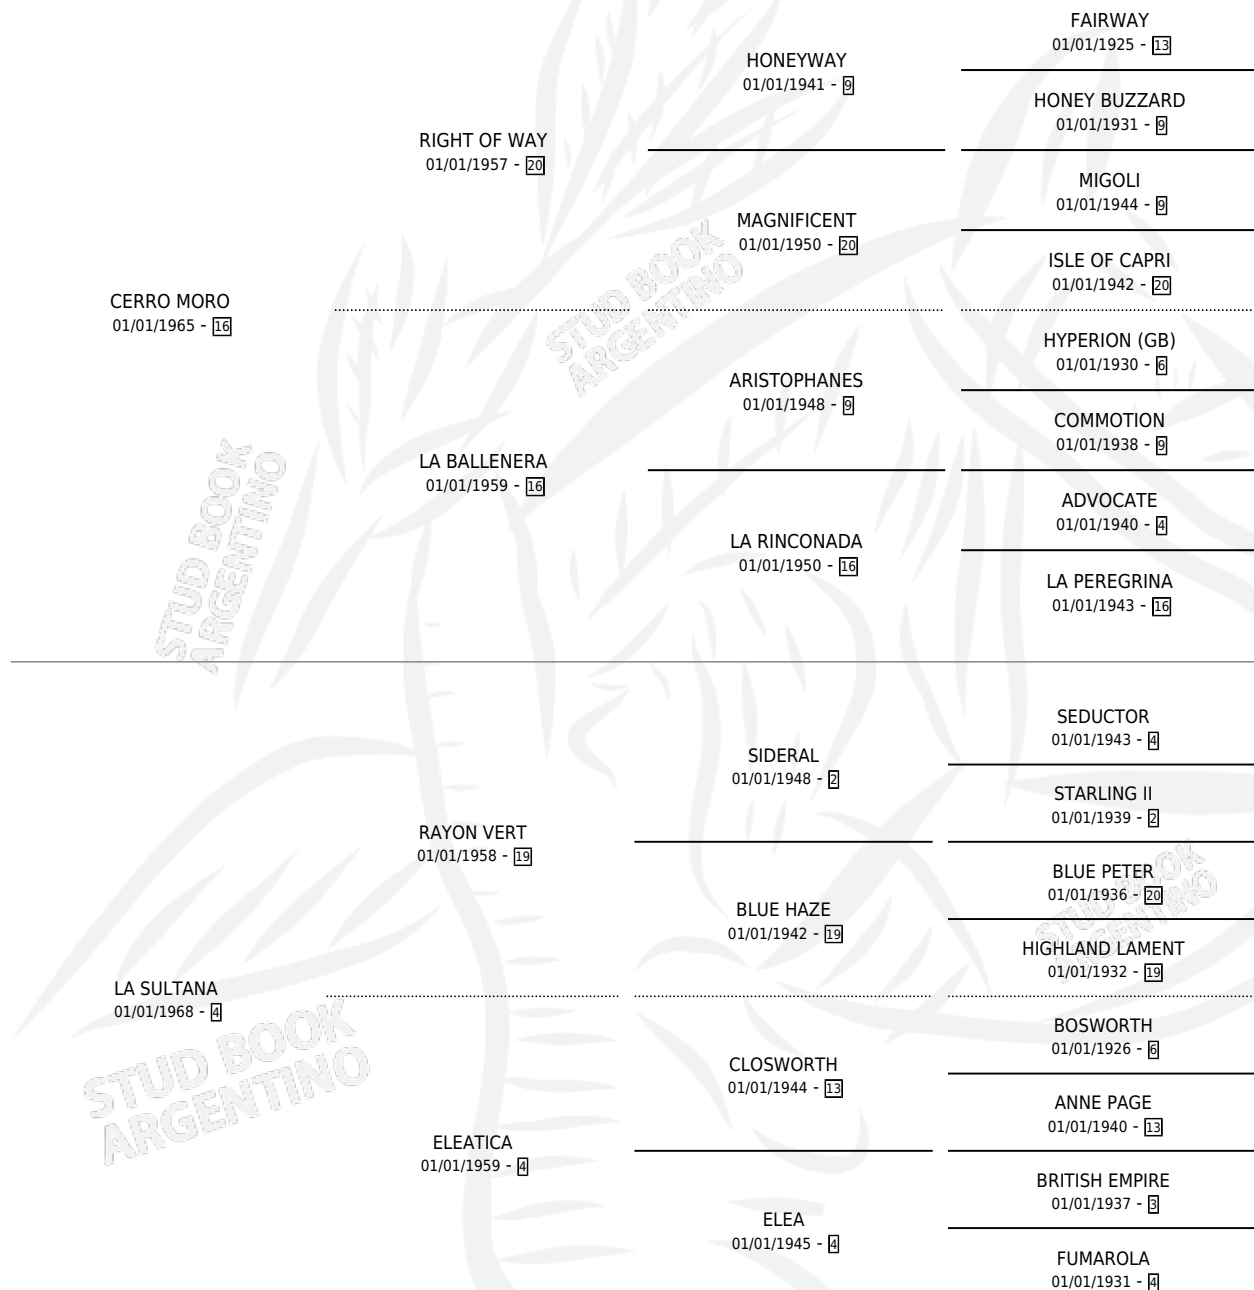 FAIRWAY
01/01/1925 - 13
HONEYWAY
01/01/1941 - 9
HONEY BUZZARD
01/01/1931 - 9
RIGHT OF WAY
01/01/1957 - 20
MIGOLI
01/01/1944 - 9
MAGNIFICENT
01/01/1950 - 20
ISLE OF CAPRI
01/01/1942 - 20
CERRO MORO
01/01/1965 - 16
HYPERION (GB)
01/01/1930 - 6
ARISTOPHANES
01/01/1948 - 9
COMMOTION
01/01/1938 - 9
LA BALLENERA
01/01/1959 - 16
ADVOCATE
01/01/1940 - 4
LA RINCONADA
01/01/1950 - 16
LA PEREGRINA
01/01/1943 - 16
SEDUCTOR
01/01/1943 - 4
SIDERAL
01/01/1948 - 2
STARLING II
01/01/1939 - 2
RAYON VERT
01/01/1958 - 19
BLUE PETER
01/01/1936 - 20
BLUE HAZE
01/01/1942 - 19
HIGHLAND LAMENT
01/01/1932 - 19
LA SULTANA
01/01/1968 - 4
BOSWORTH
01/01/1926 - 6
CLOSWORTH
01/01/1944 - 13
ANNE PAGE
01/01/1940 - 13
ELEATICA
01/01/1959 - 4
BRITISH EMPIRE
01/01/1937 - 3
ELEA
01/01/1945 - 4
FUMAROLA
01/01/1931 - 4
STUD BOOK
ARGENTINO
STUD BOOK
ARGENTINO
STUD BOOK
ARGENTINO
STUD BOOK
ARGENTINO